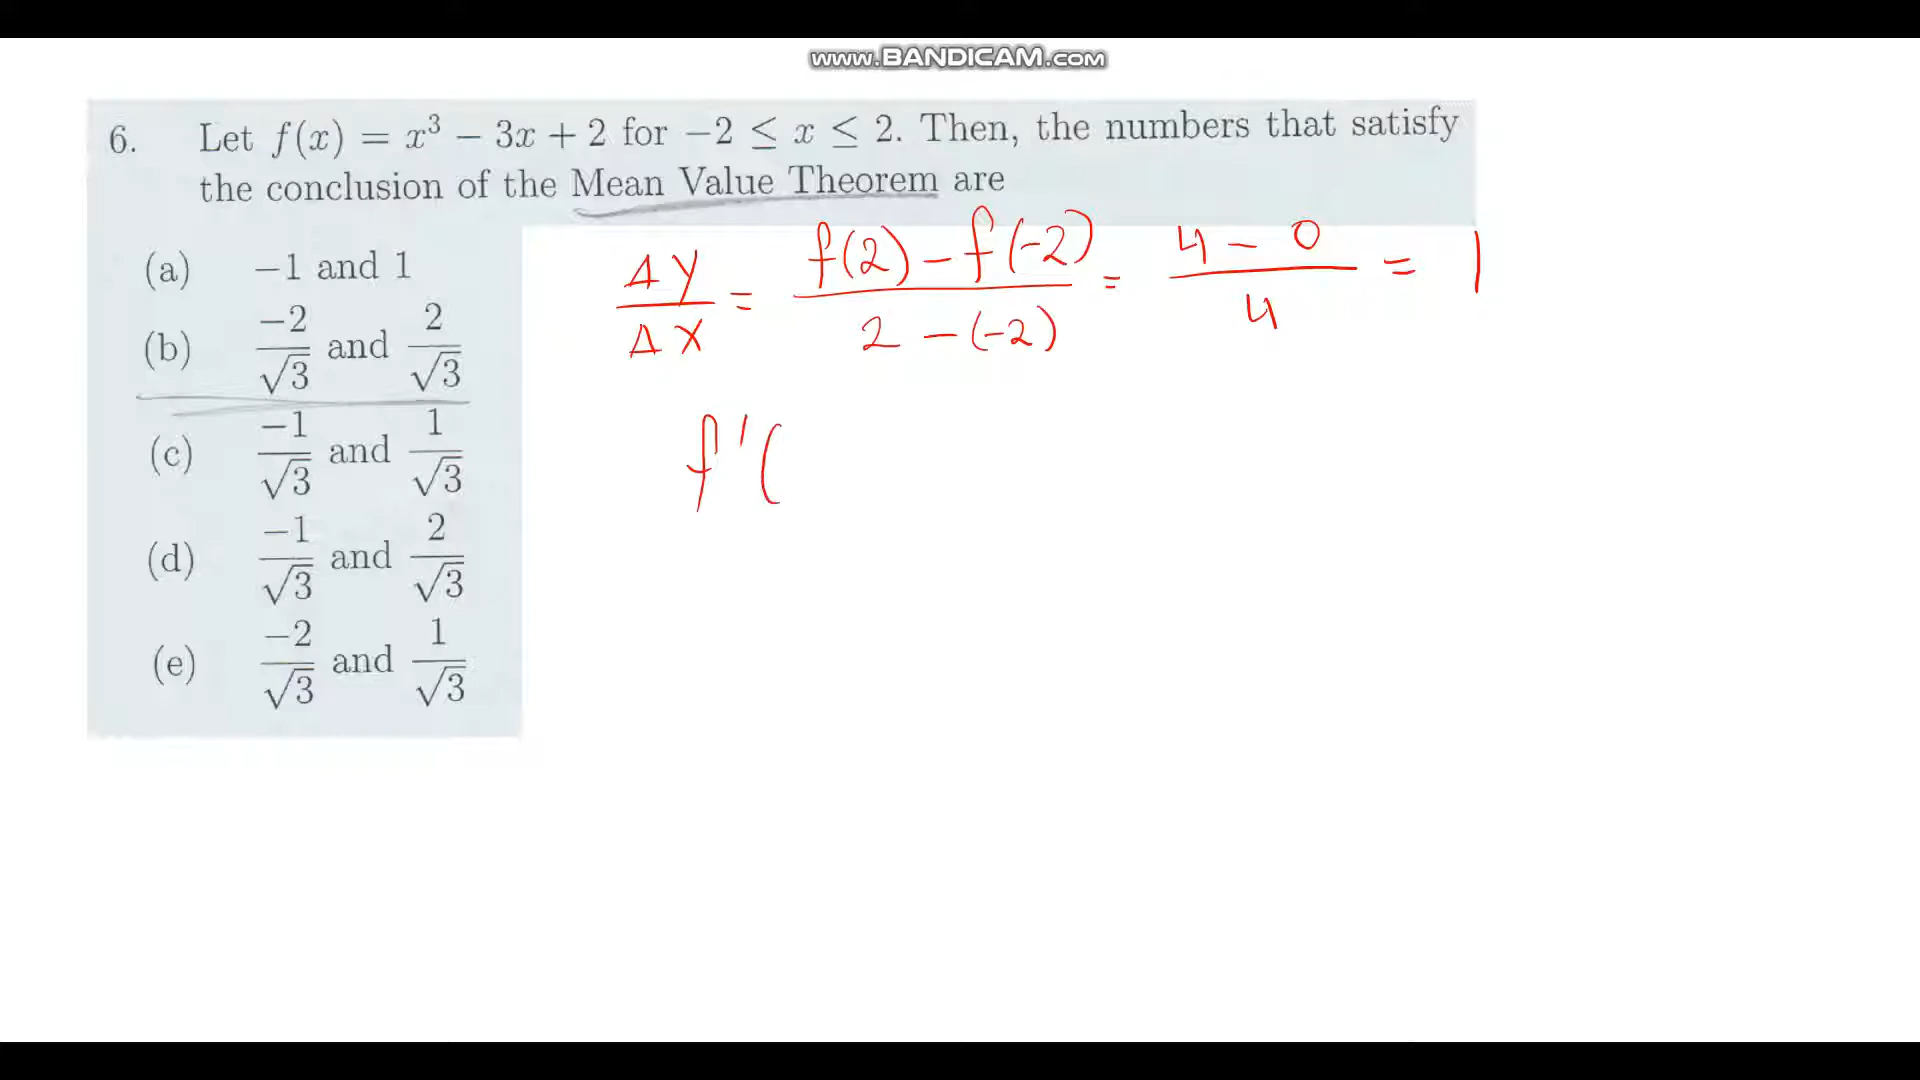 www.BANDICAM.com
6. Let f(x) = x³ − 3x + 2 for −2 ≤ x ≤ 2. Then, the numbers that satisfy
the conclusion of the Mean Value Theorem are
(a) −1 and 1
(b) −2/√3 and 2/√3
(c) −1/√3 and 1/√3
(d) −1/√3 and 2/√3
(e) −2/√3 and 1/√3
Δy/Δx = (f(2) − f(-2))/(2 − (-2)) = (4 − 0)/4 = 1
f'(